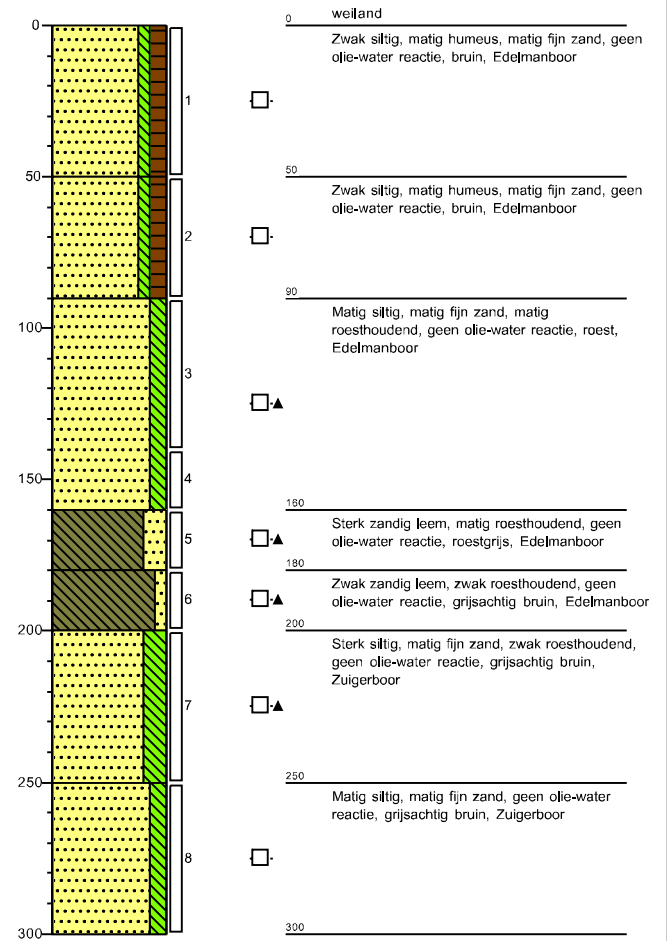 weiland
0
0
Zwak siltig, matig humeus, matig fijn zand, geen
olie-water reactie, bruin, Edelmanboor
1
50
50
Zwak siltig, matig humeus, matig fijn zand, geen
olie-water reactie, bruin, Edelmanboor
2
90
Matig siltig, matig fijn zand, matig
roesthoudend, geen olie-water reactie, roest,
Edelmanboor
100
3
4
150
160
Sterk zandig leem, matig roesthoudend, geen
olie-water reactie, roestgrijs, Edelmanboor
5
180
Zwak zandig leem, zwak roesthoudend, geen
olie-water reactie, grijsachtig bruin, Edelmanboor
6
200
200
Sterk siltig, matig fijn zand, zwak roesthoudend,
geen olie-water reactie, grijsachtig bruin,
Zuigerboor
7
250
250
Matig siltig, matig fijn zand, geen olie-water
reactie, grijsachtig bruin, Zuigerboor
8
300
300